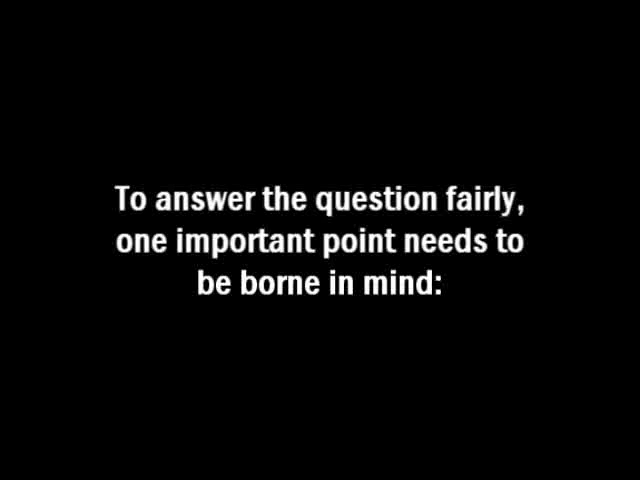 To answer the question fairly,
one important point needs to
be borne in mind: